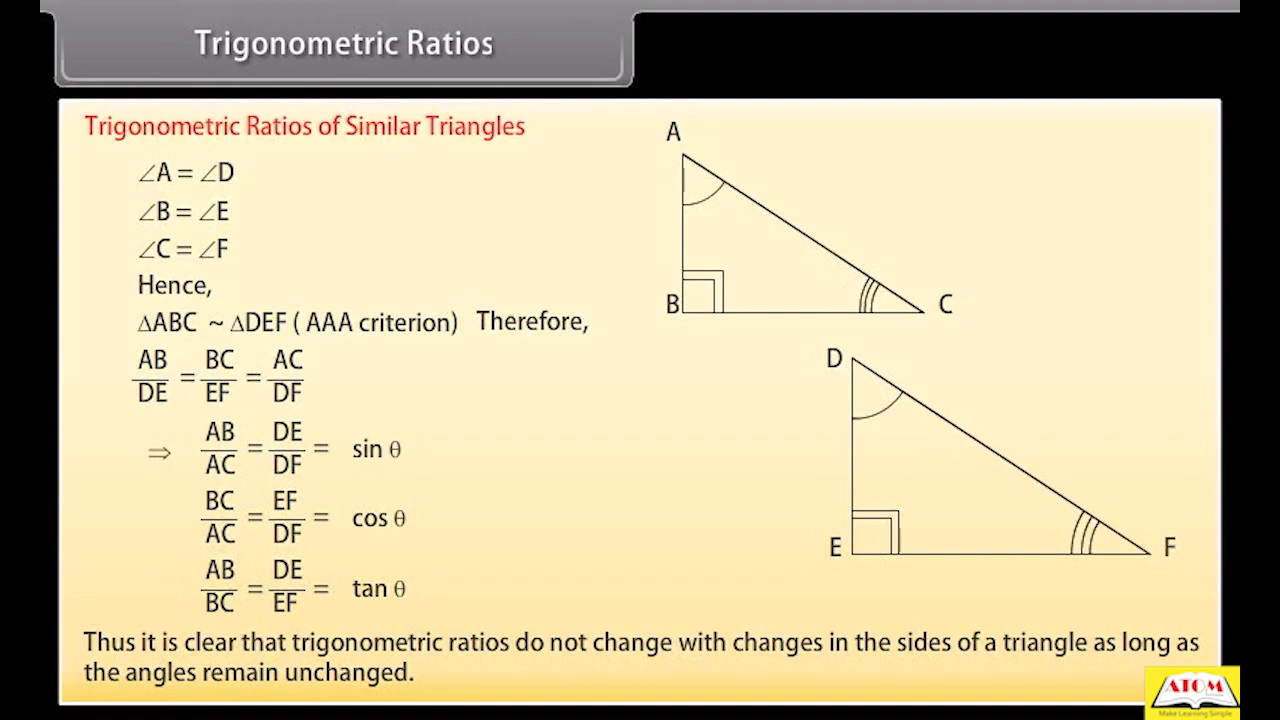 Trigonometric Ratios
Trigonometric Ratios of Similar Triangles
∠A = ∠D
∠B = ∠E
∠C = ∠F
Hence,
∆ABC ~ ∆DEF ( AAA criterion) Therefore,
AB/DE = BC/EF = AC/DF
⇒ AB/AC = DE/DF = sin θ
BC/AC = EF/DF = cos θ
AB/BC = DE/EF = tan θ
Thus it is clear that trigonometric ratios do not change with changes in the sides of a triangle as long as
the angles remain unchanged.
A
B
C
D
E
F
ATOM
Make Learning Simple